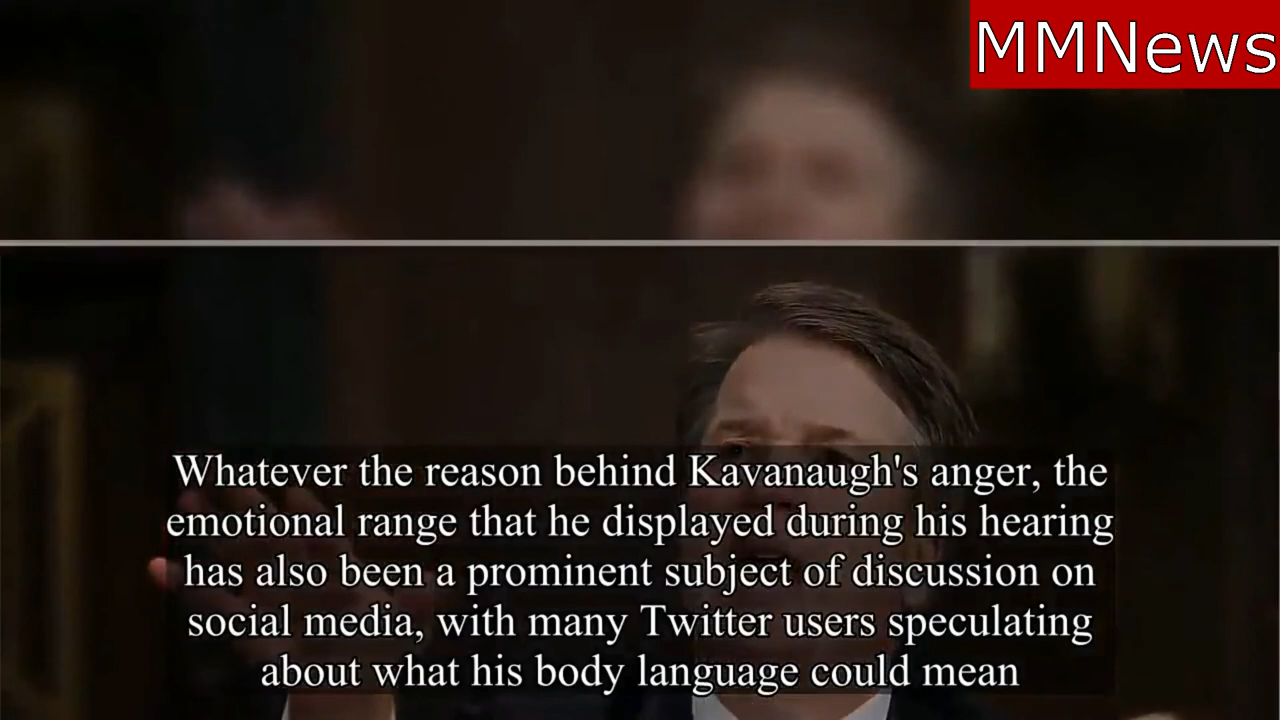 MMNews
Whatever the reason behind Kavanaugh's anger, the
emotional range that he displayed during his hearing
has also been a prominent subject of discussion on
social media, with many Twitter users speculating
about what his body language could mean